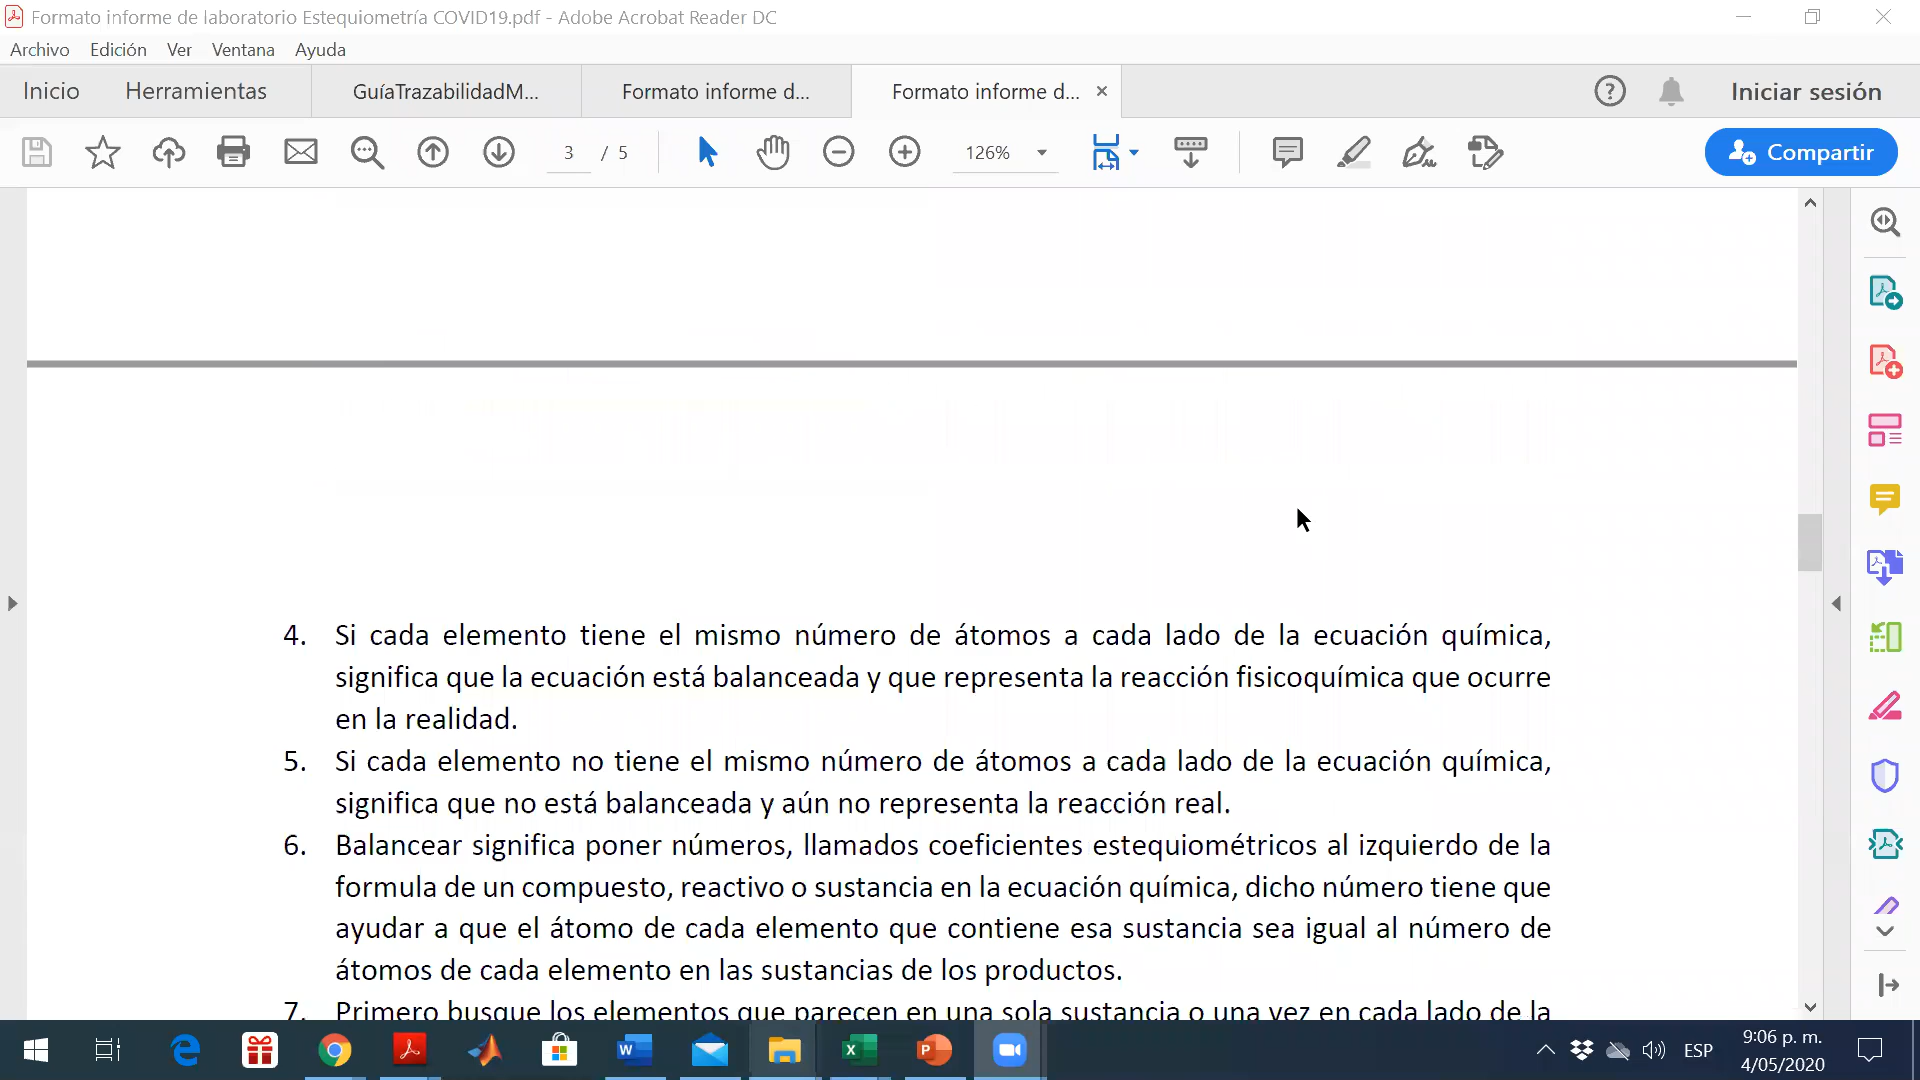 Formato informe de laboratorio Estequiometría COVID19.pdf - Adobe Acrobat Reader DC
Archivo Edición Ver Ventana Ayuda
Inicio Herramientas GuíaTrazabilidadM... Formato informe d... Formato informe d... Iniciar sesión
3 / 5 126% Compartir
4. Si cada elemento tiene el mismo número de átomos a cada lado de la ecuación química,
significa que la ecuación está balanceada y que representa la reacción fisicoquímica que ocurre
en la realidad.
5. Si cada elemento no tiene el mismo número de átomos a cada lado de la ecuación química,
significa que no está balanceada y aún no representa la reacción real.
6. Balancear significa poner números, llamados coeficientes estequiométricos al izquierdo de la
formula de un compuesto, reactivo o sustancia en la ecuación química, dicho número tiene que
ayudar a que el átomo de cada elemento que contiene esa sustancia sea igual al número de
átomos de cada elemento en las sustancias de los productos.
7. Primero busque los elementos que parecen en una sola sustancia o una vez en cada lado de la
ESP
9:06 p. m.
4/05/2020